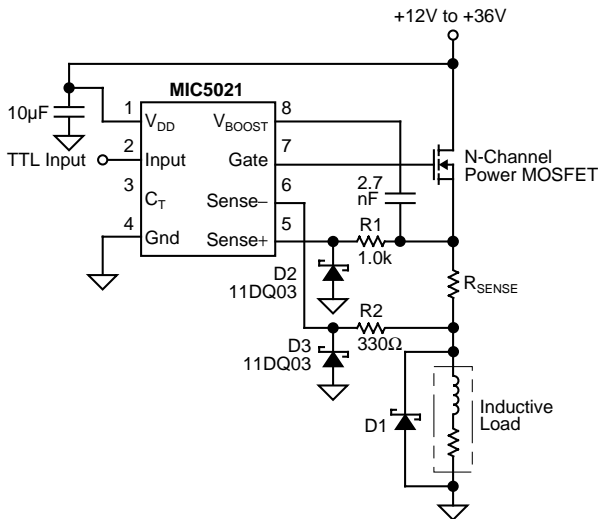 +12V to +36V
MIC5021
10µF
1
V_DD
V_BOOST
8
TTL Input
2
Input
Gate
7
N-Channel
Power MOSFET
3
C_T
Sense–
6
2.7
nF
4
Gnd
Sense+
5
R1
1.0k
D2
11DQ03
R_SENSE
R2
330Ω
D3
11DQ03
D1
Inductive
Load